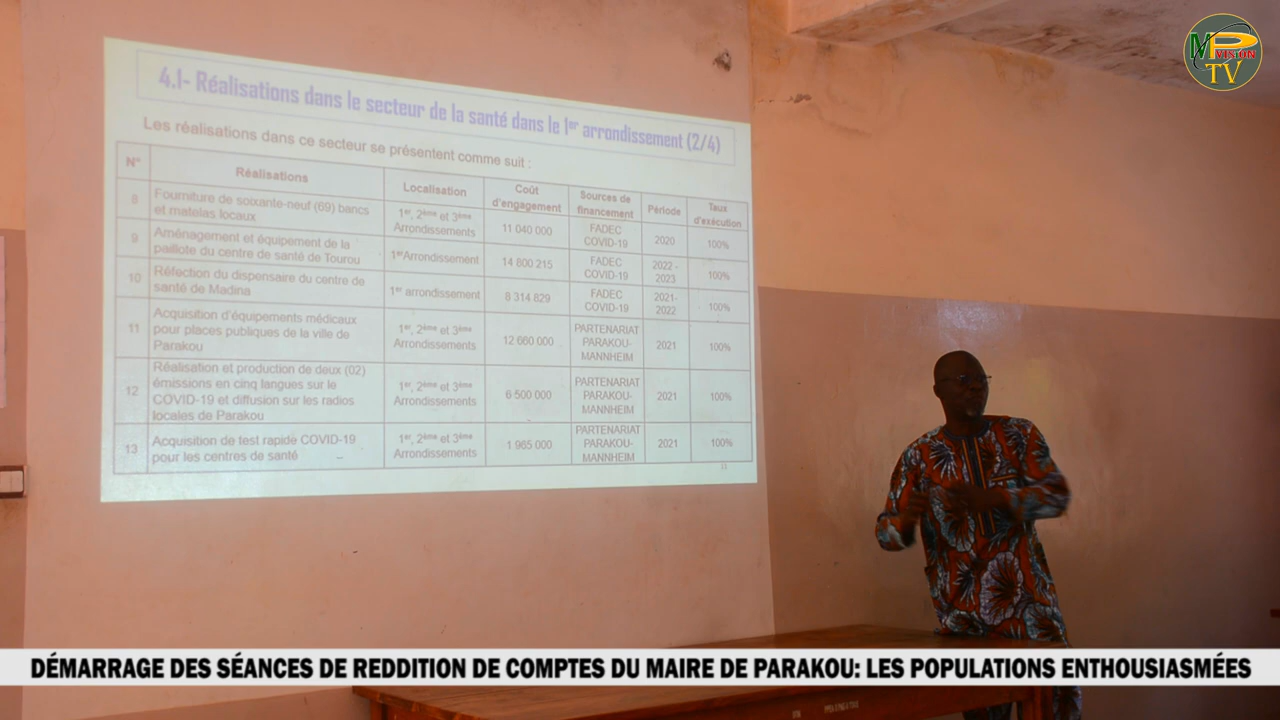 MP
VISION
TV
4.1- Réalisations dans le secteur de la santé dans le 1er arrondissement (2/4)
Les réalisations dans ce secteur se présentent comme suit :
N° Réalisations Localisation Coût d'engagement Sources de financement Période Taux d'exécution
8 Fourniture de soixante-neuf (69) bancs et matelas locaux 1er, 2ème et 3ème Arrondissements 11 040 000 FADEC COVID-19 2020 100%
9 Aménagement et équipement de la paillote du centre de santé de Tourou 1erArrondissement 14 800 215 FADEC COVID-19 2022 - 2023 100%
10 Réfection du dispensaire du centre de santé de Madina 1er arrondissement 8 314 829 FADEC COVID-19 2021-2022 100%
11 Acquisition d'équipements médicaux pour places publiques de la ville de Parakou 1er, 2ème et 3ème Arrondissements 12 660 000 PARTENARIAT PARAKOU-MANNHEIM 2021 100%
12 Réalisation et production de deux (02) émissions en cinq langues sur le COVID-19 et diffusion sur les radios locales de Parakou 1er, 2ème et 3ème Arrondissements 6 500 000 PARTENARIAT PARAKOU-MANNHEIM 2021 100%
13 Acquisition de test rapide COVID-19 pour les centres de santé 1er, 2ème et 3ème Arrondissements 1 965 000 PARTENARIAT PARAKOU-MANNHEIM 2021 100%
DÉMARRAGE DES SÉANCES DE REDDITION DE COMPTES DU MAIRE DE PARAKOU: LES POPULATIONS ENTHOUSIASMÉES